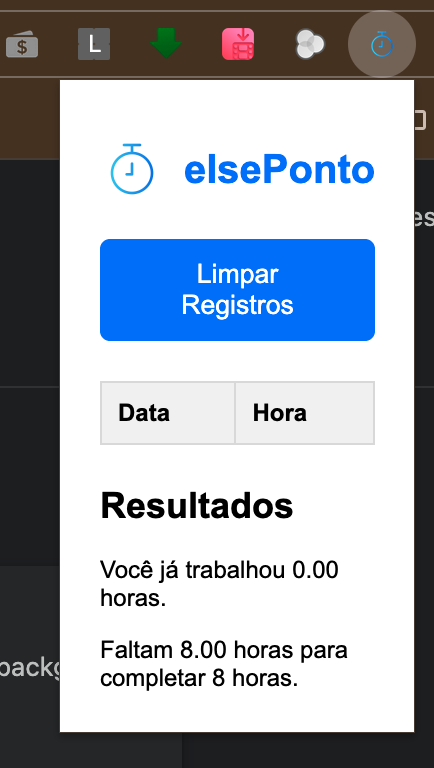 $
L
elsePonto
es
Limpar
Registros
Data
Hora
Resultados
Você já trabalhou 0.00
horas.
Faltam 8.00 horas para
completar 8 horas.
backg